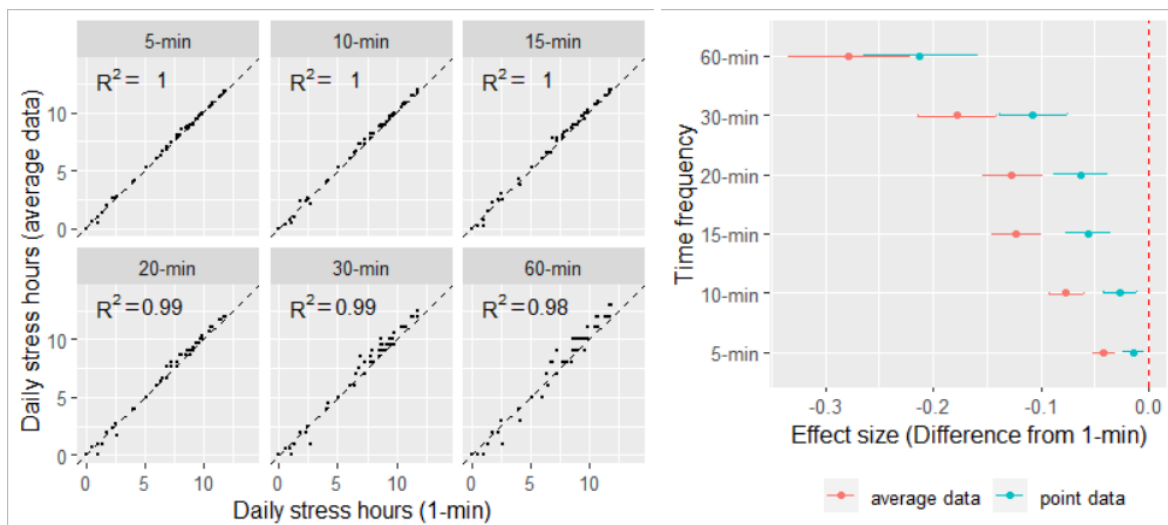 5-min
10-min
15-min
R² = 1
R² = 1
R² = 1
10
5
0
20-min
30-min
60-min
R² = 0.99
R² = 0.99
R² = 0.98
10
5
0
0 5 10
0 5 10
0 5 10
Daily stress hours (average data)
Daily stress hours (1-min)
Time frequency
60-min
30-min
20-min
15-min
10-min
5-min
-0.3 -0.2 -0.1 0.0
Effect size (Difference from 1-min)
average data
point data